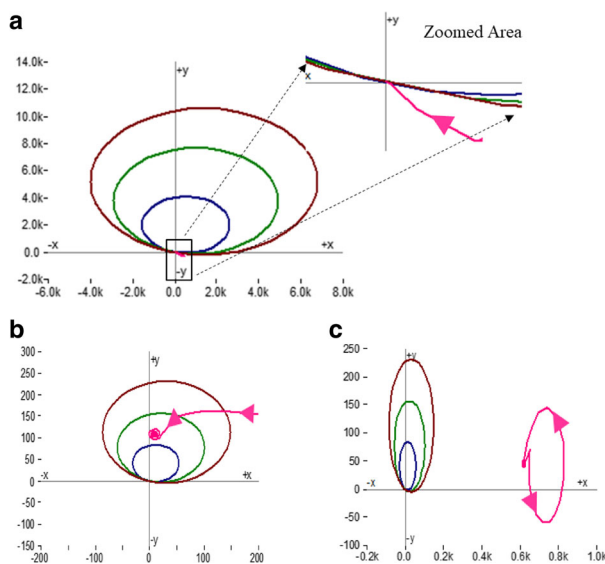 a
+y
Zoomed Area
x
14.0k
12.0k
10.0k
8.0k
6.0k
4.0k
2.0k
0.0
-2.0k
+y
-x
+x
-y
-6.0k -4.0k -2.0k 0.0 2.0k 4.0k 6.0k 8.0k
b
300
250
200
150
100
50
0
-50
-100
-150
+y
-x
+x
-y
-200 -100 0 100 200
c
250
200
150
100
50
0
-50
-100
+y
+x
-y
-0.2k 0.0 0.2k 0.4k 0.6k 0.8k 1.0k